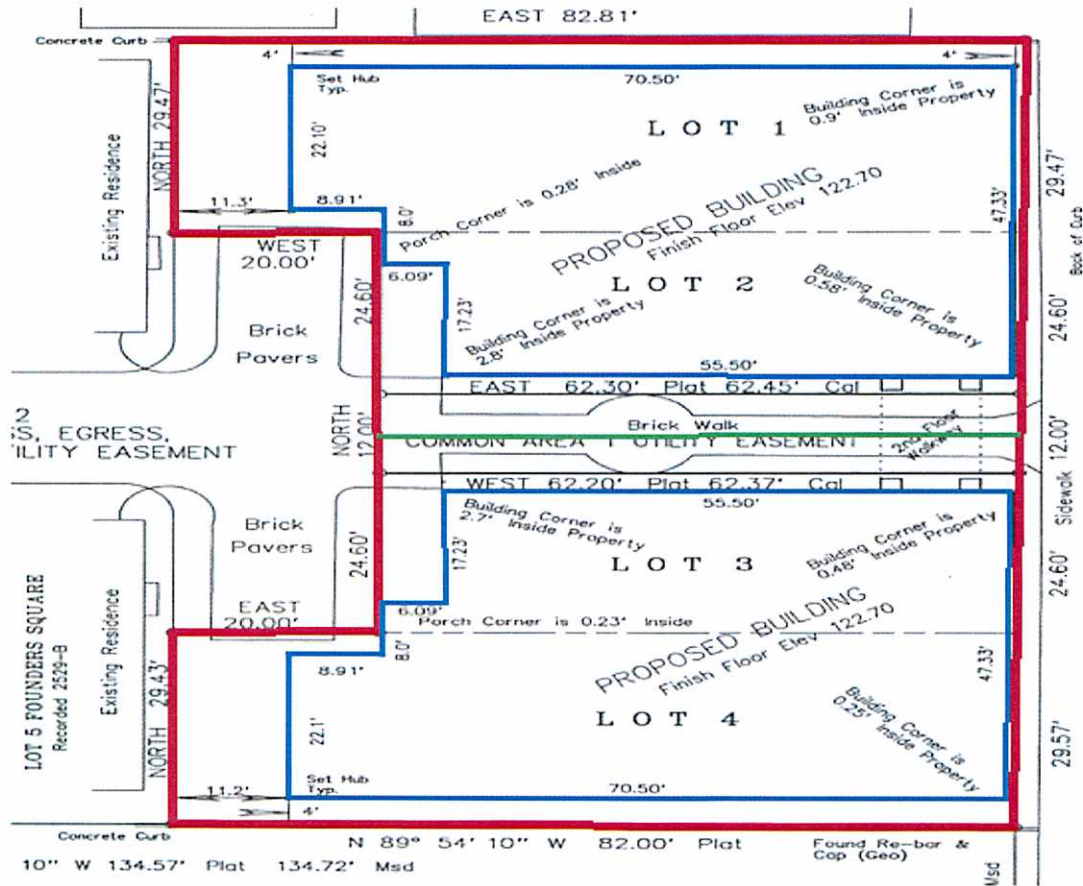 EAST 82.81'
Concrete Curb
4'
4'
Set Hub
Typ.
70.50'
Building Corner is
0.9' Inside Property
LOT 1
NORTH 29.47'
Existing Residence
22.10'
29.47'
Porch Corner is 0.28' Inside
PROPOSED BUILDING
Finish Floor Elev 122.70
47.33'
11.3'
8.91'
8.0'
Back of Curb
WEST
20.00'
6.09'
LOT 2
Building Corner is
0.58' Inside Property
24.60'
17.23'
Building Corner is
2.8' Inside Property
24.60'
Brick
Pavers
55.50'
EAST 62.30' Plat 62.45' Cal
2
SS, EGRESS,
ILITY EASEMENT
NORTH
12.00'
Brick Walk
COMMON AREA 1 UTILITY EASEMENT
2nd Floor
Walkway
12.00'
Sidewalk
WEST 62.20' Plat 62.37' Cal
55.50'
Building Corner is
2.7' Inside Property
Building Corner is
0.48' Inside Property
Brick
Pavers
24.60'
17.23'
LOT 3
24.60'
EAST
20.00'
6.09'
Porch Corner is 0.23' Inside
8.0'
PROPOSED BUILDING
Finish Floor Elev 122.70
47.33'
LOT 5 FOUNDERS SQUARE
Recorded 2529-B
Existing Residence
NORTH 29.43'
8.91'
22.1'
LOT 4
Building Corner is
0.25' Inside Property
29.57'
Set Hub
Typ.
11.2'
70.50'
4'
Concrete Curb
N 89° 54' 10" W 82.00' Plat
Found Re-bar &
Cap (Geo)
10" W 134.57' Plat 134.72' Msd
Msd